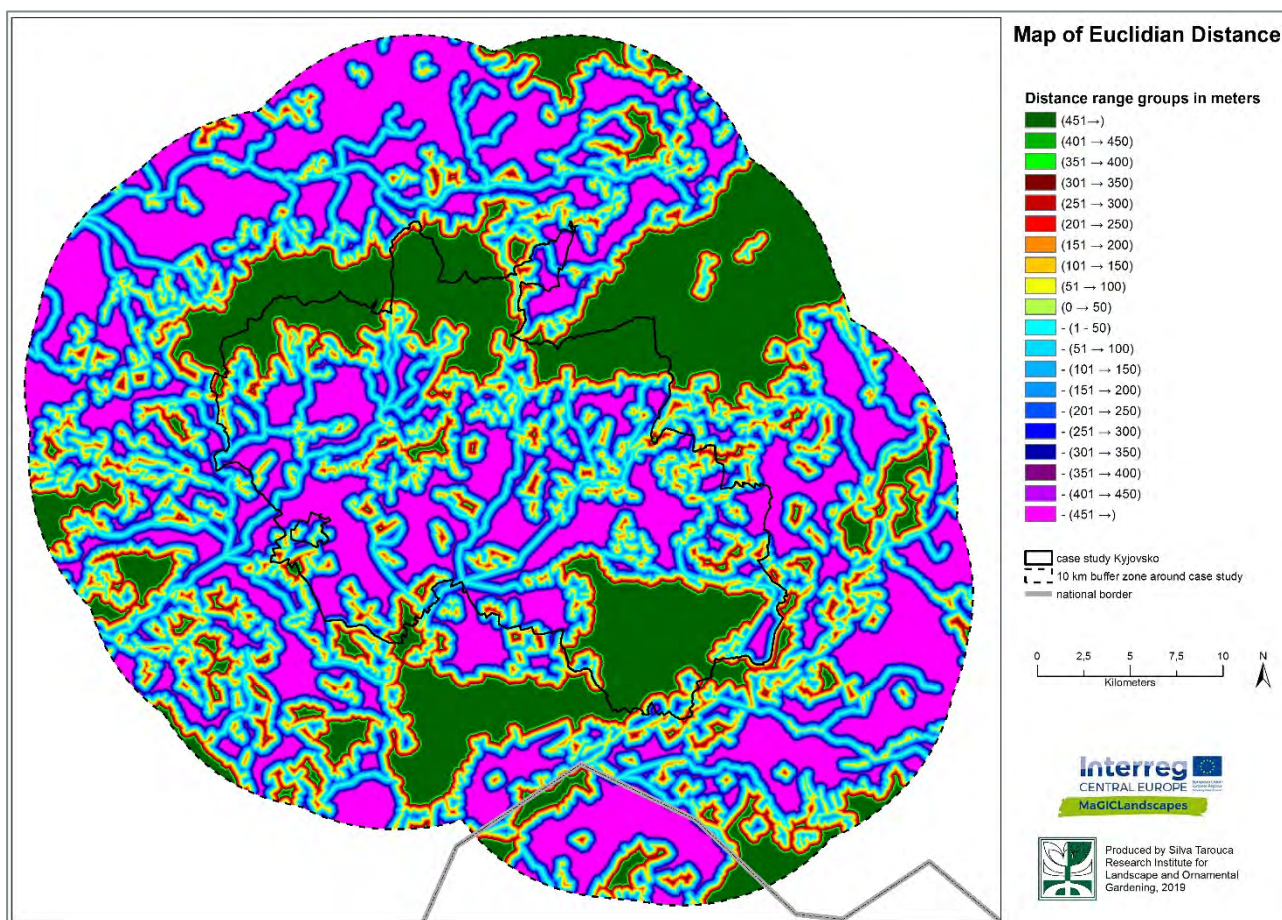 Map of Euclidian Distance
Distance range groups in meters
(451→)
(401 → 450)
(351 → 400)
(301 → 350)
(251 → 300)
(201 → 250)
(151 → 200)
(101 → 150)
(51 → 100)
(0 → 50)
- (1 - 50)
- (51 → 100)
- (101 → 150)
- (151 → 200)
- (201 → 250)
- (251 → 300)
- (301 → 350)
- (351 → 400)
- (401 → 450)
- (451 →)
case study Kyjovsko
10 km buffer zone around case study
national border
0 2,5 5 7,5 10
Kilometers
N
Interreg
CENTRAL EUROPE
MaGICLandscapes
Produced by Silva Tarouca
Research Institute for
Landscape and Ornamental
Gardening, 2019